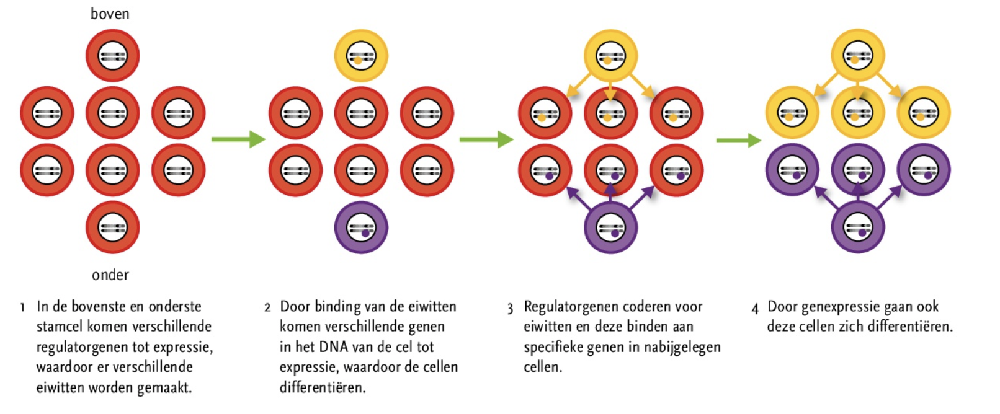 boven
onder
1 In de bovenste en onderste
stamcel komen verschillende
regulatorgenen tot expressie,
waardoor er verschillende
eiwitten worden gemaakt.
2 Door binding van de eiwitten
komen verschillende genen
in het DNA van de cel tot
expressie, waardoor de cellen
differentiëren.
3 Regulatorgenen coderen voor
eiwitten en deze binden aan
specifieke genen in nabijgelegen
cellen.
4 Door genexpressie gaan ook
deze cellen zich differentiëren.